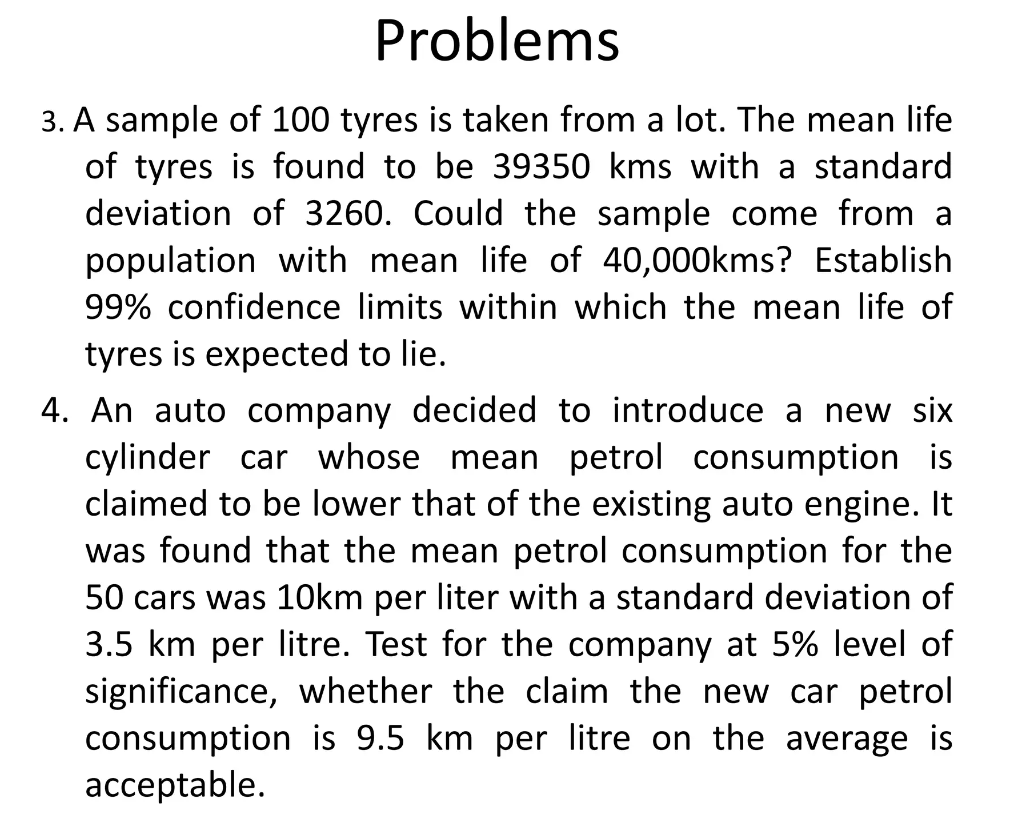 Problems
3. A sample of 100 tyres is taken from a lot. The mean life
of tyres is found to be 39350 kms with a standard
deviation of 3260. Could the sample come from a
population with mean life of 40,000kms? Establish
99% confidence limits within which the mean life of
tyres is expected to lie.
4. An auto company decided to introduce a new six
cylinder car whose mean petrol consumption is
claimed to be lower that of the existing auto engine. It
was found that the mean petrol consumption for the
50 cars was 10km per liter with a standard deviation of
3.5 km per litre. Test for the company at 5% level of
significance, whether the claim the new car petrol
consumption is 9.5 km per litre on the average is
acceptable.